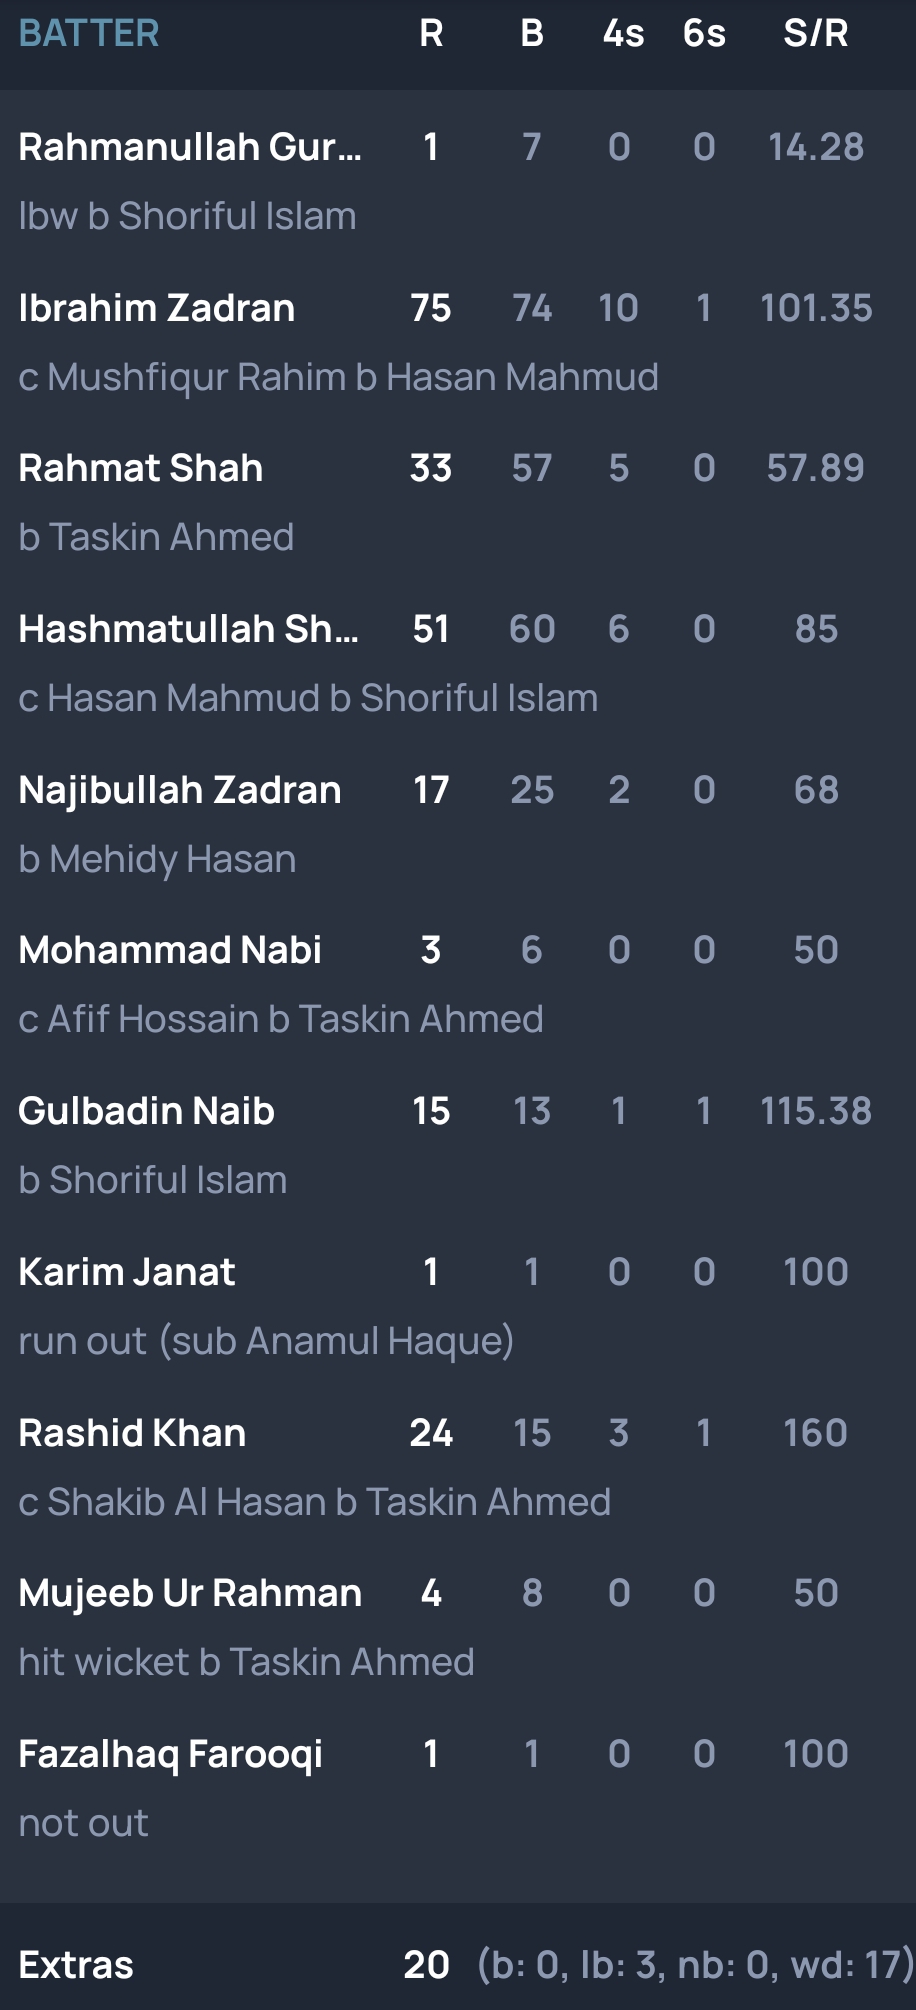 BATTER R B 4s 6s S/R
Rahmanullah Gur... 1 7 0 0 14.28
lbw b Shoriful Islam
Ibrahim Zadran 75 74 10 1 101.35
c Mushfiqur Rahim b Hasan Mahmud
Rahmat Shah 33 57 5 0 57.89
b Taskin Ahmed
Hashmatullah Sh... 51 60 6 0 85
c Hasan Mahmud b Shoriful Islam
Najibullah Zadran 17 25 2 0 68
b Mehidy Hasan
Mohammad Nabi 3 6 0 0 50
c Afif Hossain b Taskin Ahmed
Gulbadin Naib 15 13 1 1 115.38
b Shoriful Islam
Karim Janat 1 1 0 0 100
run out (sub Anamul Haque)
Rashid Khan 24 15 3 1 160
c Shakib Al Hasan b Taskin Ahmed
Mujeeb Ur Rahman 4 8 0 0 50
hit wicket b Taskin Ahmed
Fazalhaq Farooqi 1 1 0 0 100
not out
Extras 20 (b: 0, lb: 3, nb: 0, wd: 17)